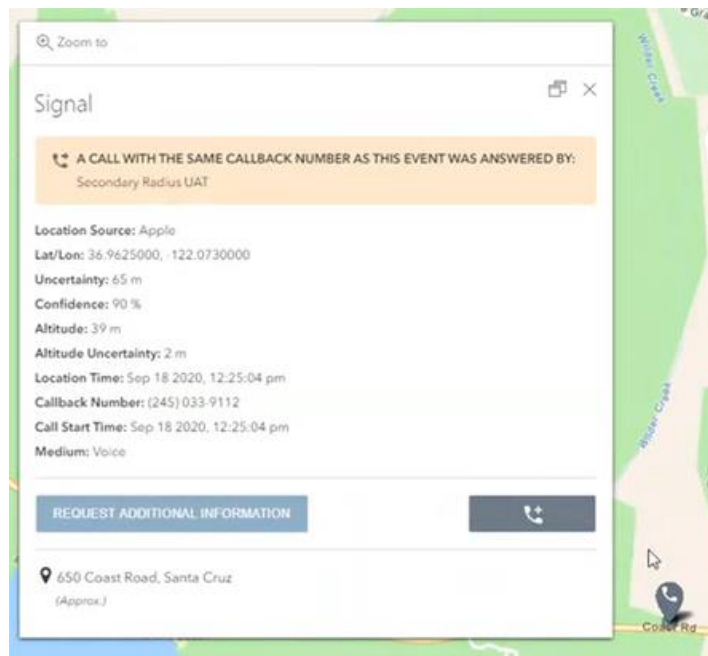 Zoom to
Signal
A CALL WITH THE SAME CALLBACK NUMBER AS THIS EVENT WAS ANSWERED BY:
Secondary Radius UAT
Location Source: Apple
Lat/Lon: 36.9625000, -122.0730000
Uncertainty: 65 m
Confidence: 90 %
Altitude: 39 m
Altitude Uncertainty: 2 m
Location Time: Sep 18 2020, 12:25:04 pm
Callback Number: (245) 033-9112
Call Start Time: Sep 18 2020, 12:25:04 pm
Medium: Voice
REQUEST ADDITIONAL INFORMATION
650 Coast Road, Santa Cruz
(Approx.)
Wilder Creek
Wilder Creek
Coast Rd